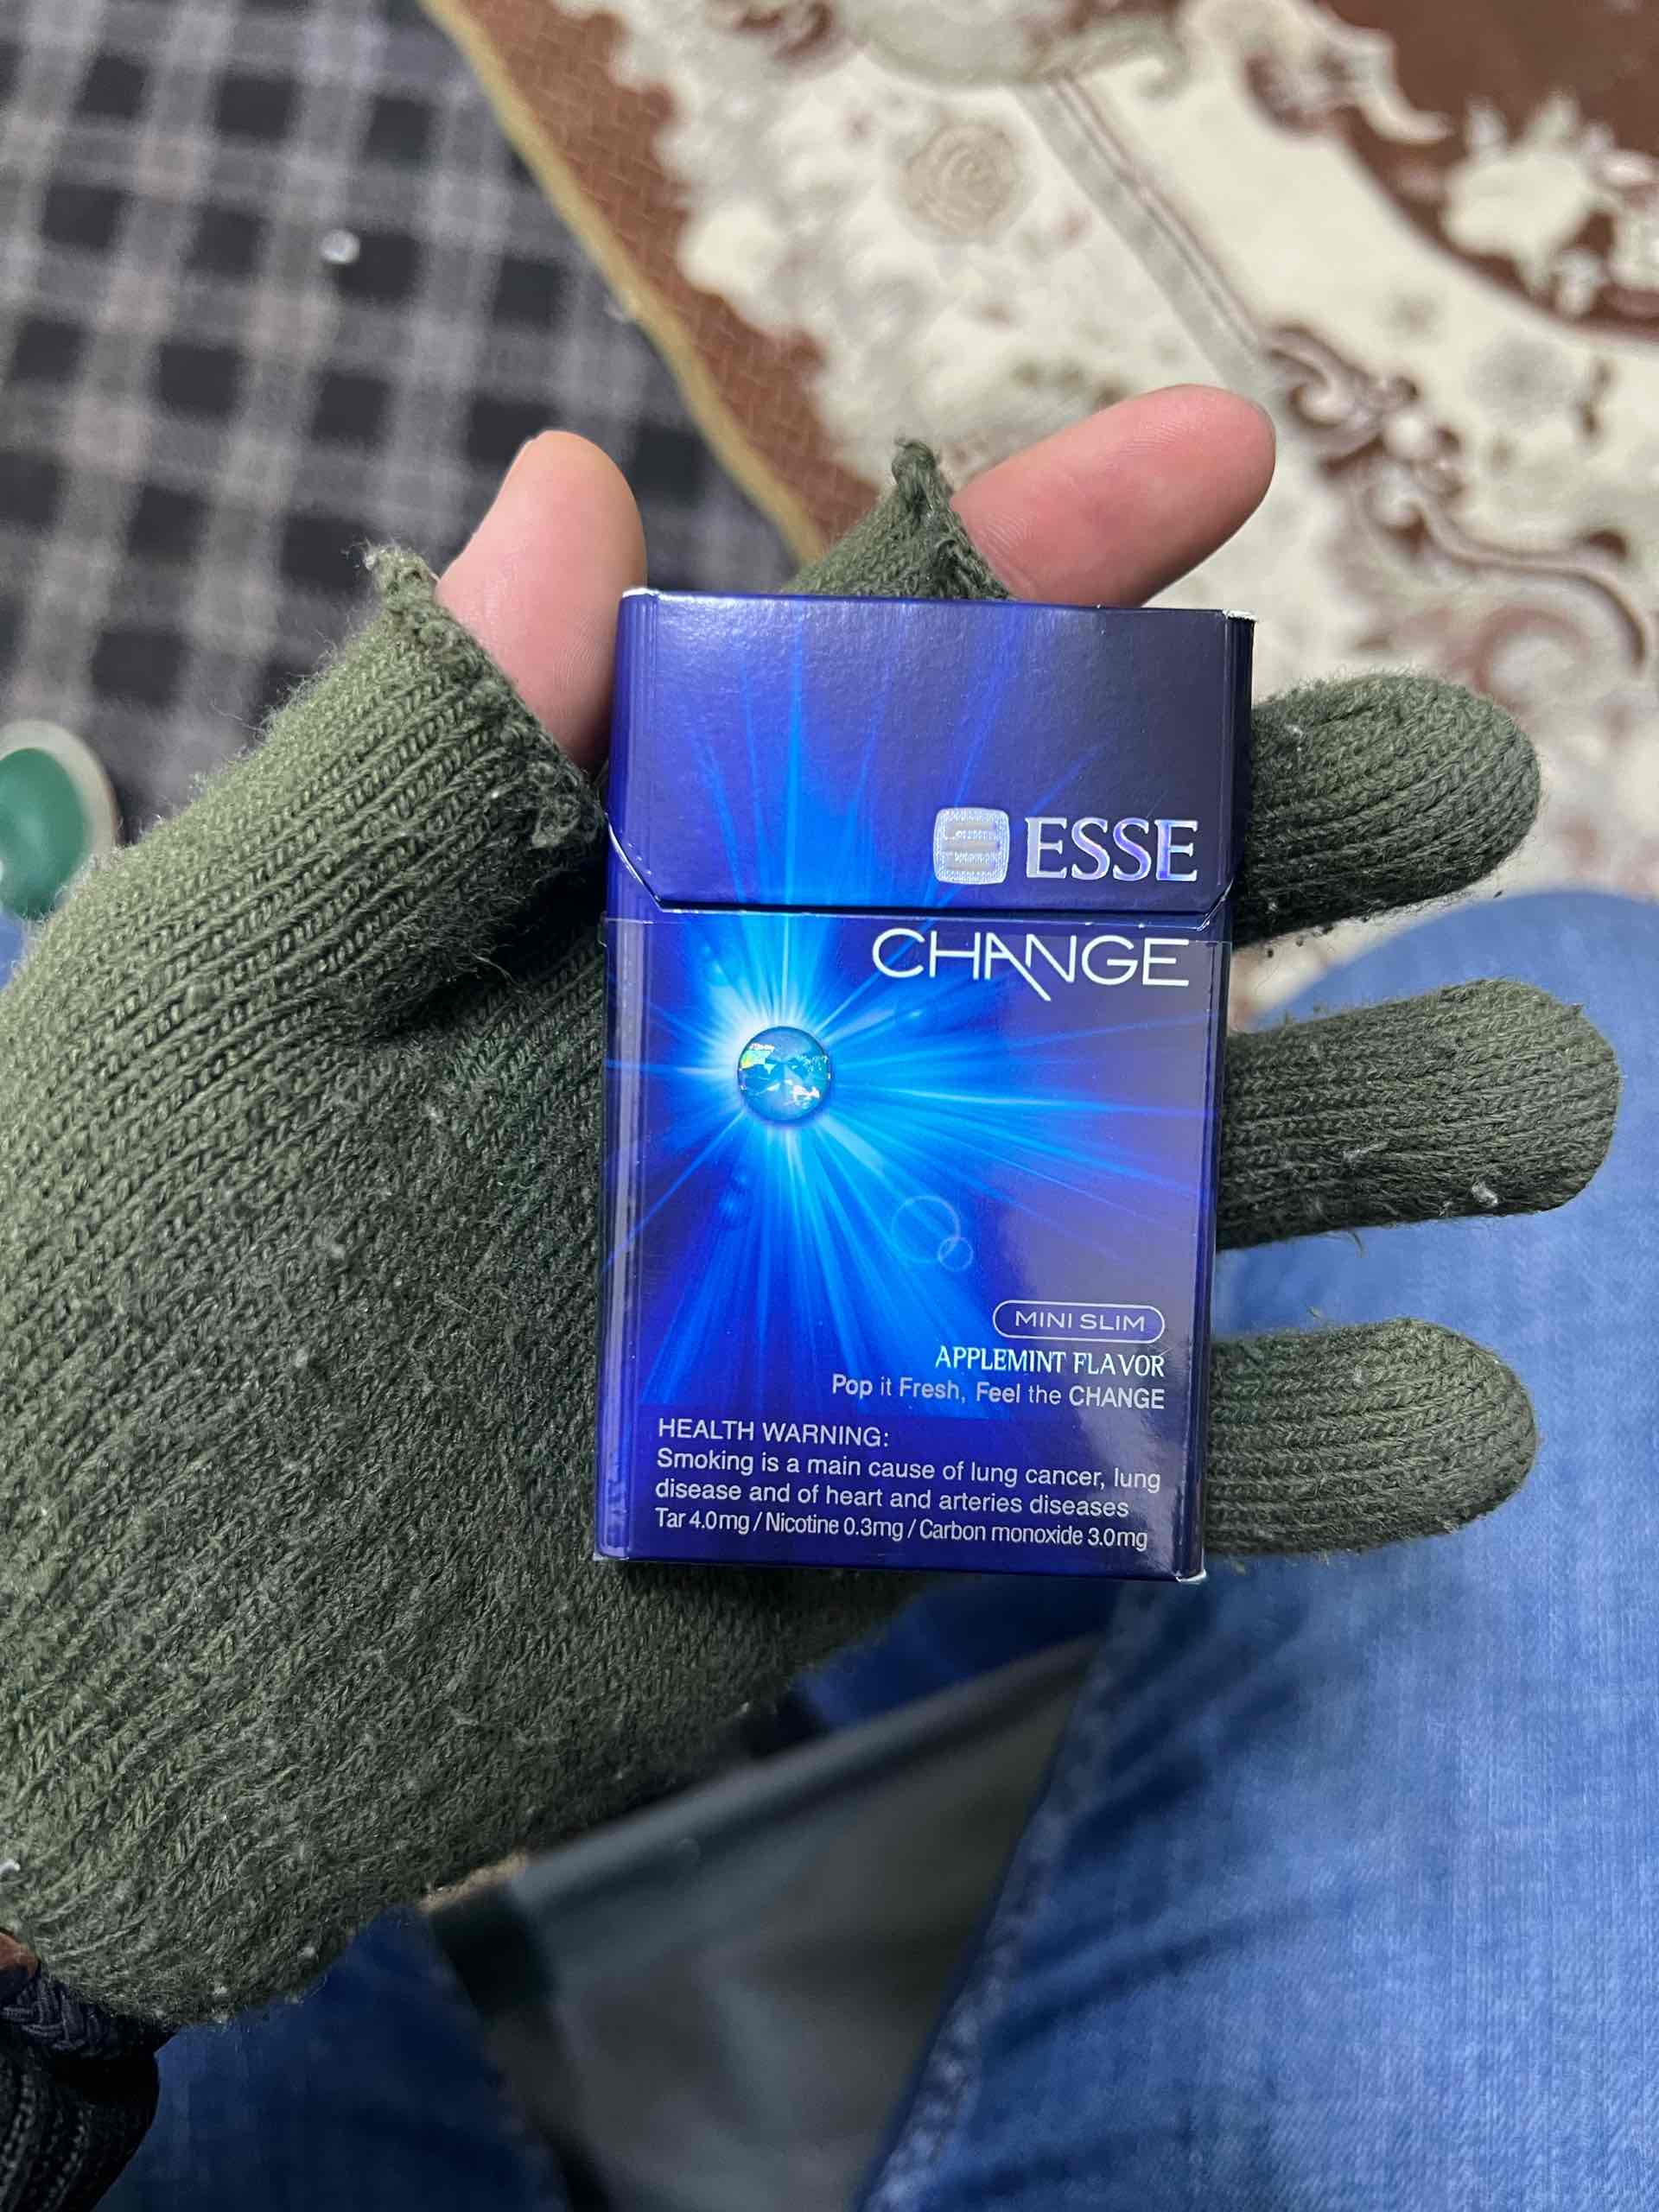 ESSE
CHANGE
MINI SLIM
APPLEMINT FLAVOR
Pop it Fresh, Feel the CHANGE
HEALTH WARNING:
Smoking is a main cause of lung cancer, lung
disease and of heart and arteries diseases
Tar 4.0mg / Nicotine 0.3mg / Carbon monoxide 3.0mg